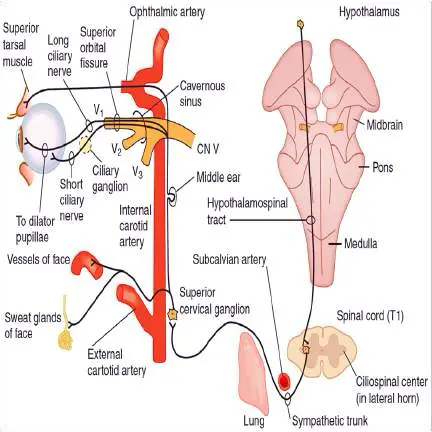 Ophthalmic artery
Hypothalamus
Superior
tarsal
muscle
Long
ciliary
nerve
Superior
orbital
fissure
Cavernous
sinus
V1
V2
V3
CN V
Midbrain
Pons
Ciliary
ganglion
Short
ciliary
nerve
Middle ear
To dilator
pupillae
Internal
carotid
artery
Hypothalamospinal
tract
Medulla
Vessels of face
Subcalvian artery
Superior
cervical ganglion
Spinal cord (T1)
Sweat glands
of face
External
cartotid artery
Ciliospinal center
(in lateral horn)
Lung
Sympathetic trunk